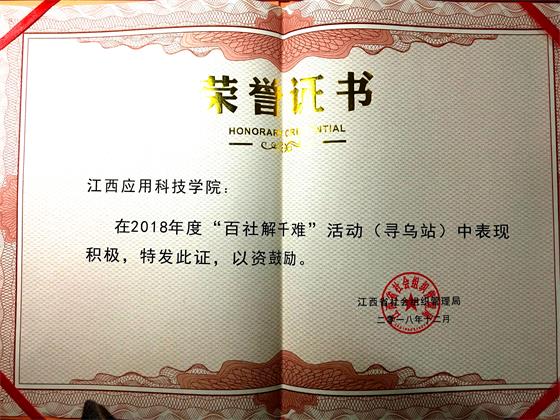 荣誉证书
HONORARY CREDENTIAL
江西应用科技学院：
在2018年度“百社解千难”活动（寻乌站）中表现
积极，特发此证，以资鼓励。
江西省社会组织管理局
二零一八年十二月